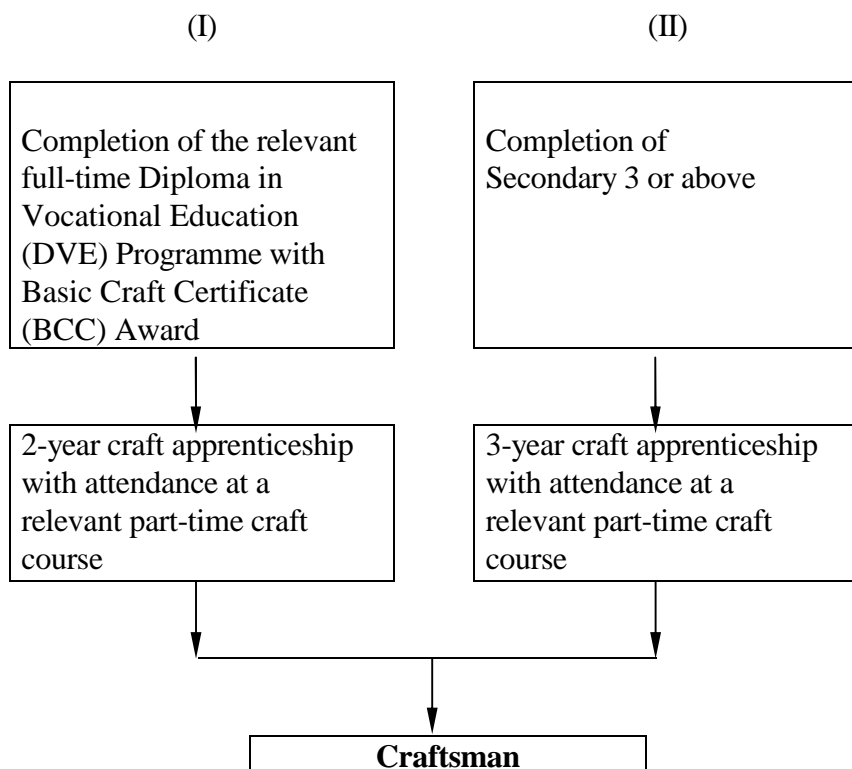 (I)
(II)
Completion of the relevant
full-time Diploma in
Vocational Education
(DVE) Programme with
Basic Craft Certificate
(BCC) Award
Completion of
Secondary 3 or above
2-year craft apprenticeship
with attendance at a
relevant part-time craft
course
3-year craft apprenticeship
with attendance at a
relevant part-time craft
course
Craftsman